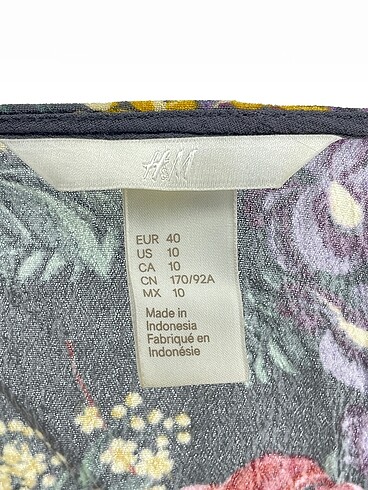 H&M
EUR 40
US 10
CA 10
CN 170/92A
MX 10
Made in
Indonesia
Fabriqué en
Indonésie